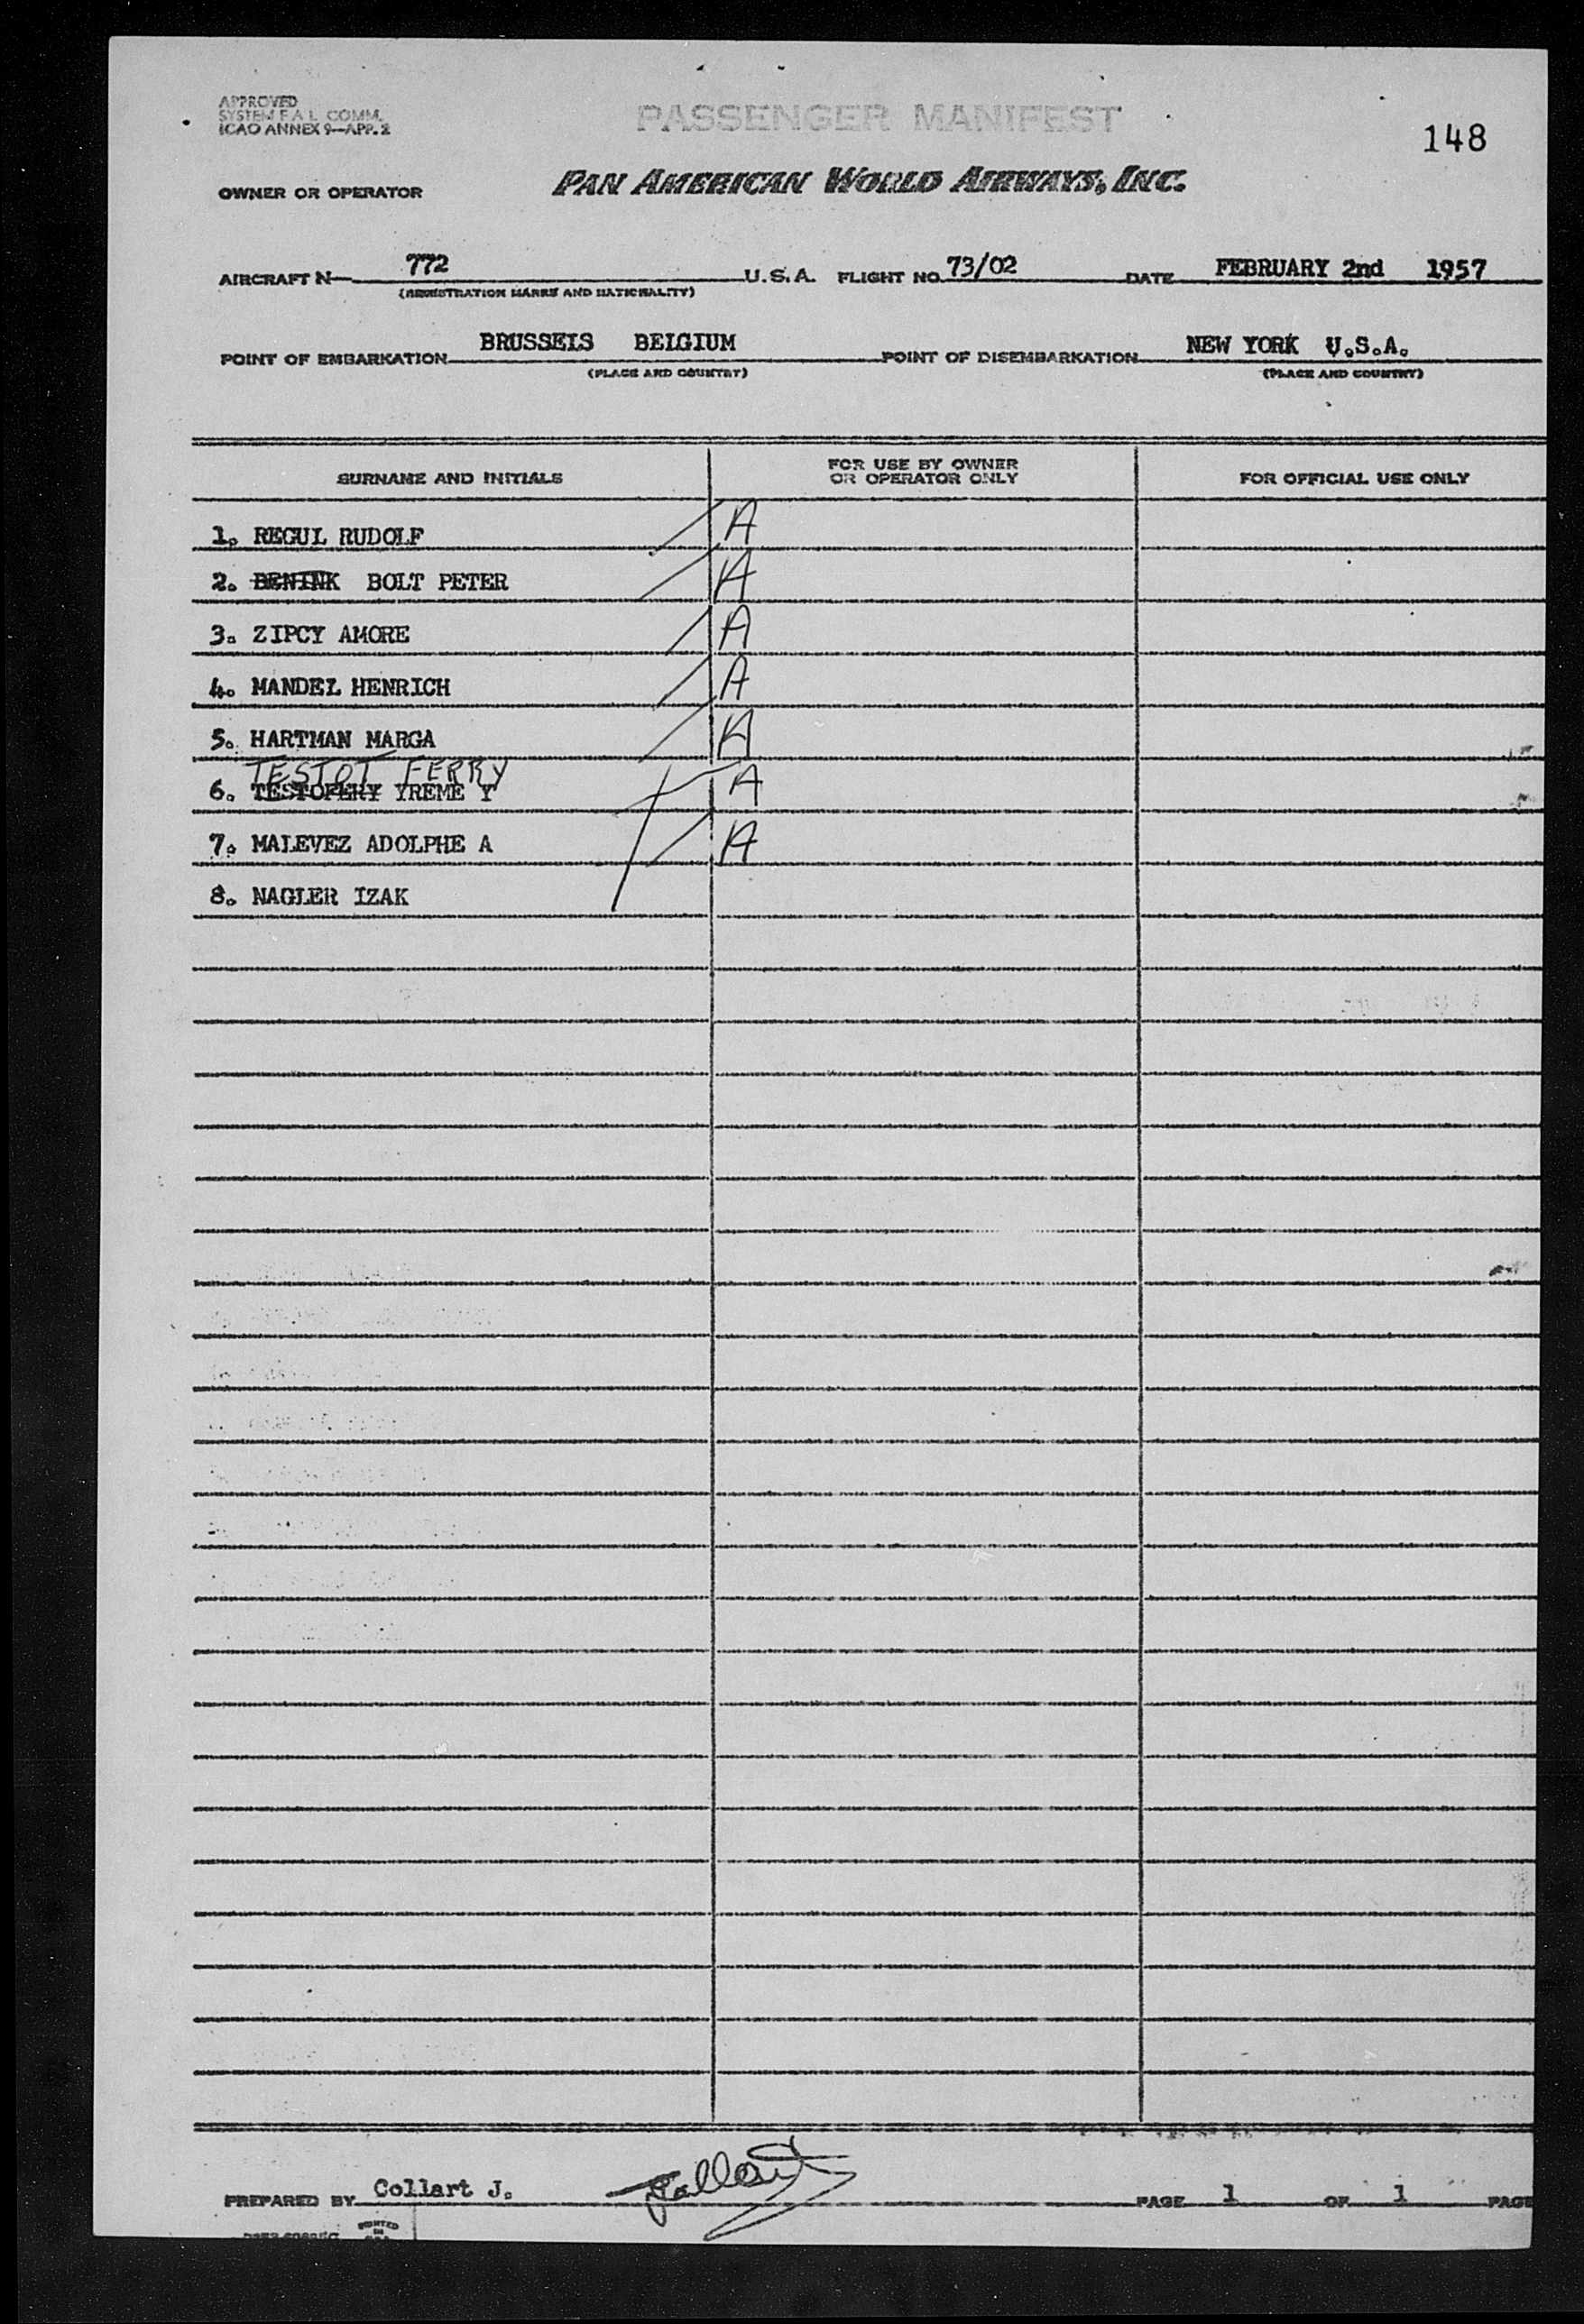 APPROVED
SYSTEM F A L COMM.
ICAO ANNEX 9—APP. 2
PASSENGER MANIFEST
148
OWNER OR OPERATOR PAN AMERICAN WORLD AIRWAYS, INC.
AIRCRAFT N— 772 U.S.A. FLIGHT NO. 73/02 DATE FEBRUARY 2nd 1957
(REGISTRATION MARKS AND NATIONALITY)
POINT OF EMBARKATION BRUSSELS BELGIUM POINT OF DISEMBARKATION NEW YORK U.S.A.
(PLACE AND COUNTRY) (PLACE AND COUNTRY)
SURNAME AND INITIALS FOR USE BY OWNER OR OPERATOR ONLY FOR OFFICIAL USE ONLY
1. REGUL RUDOLF A
2. BENINK BOLT PETER A
3. ZIPCY AMORE A
4. MANDEL HENRICH A
5. HARTMAN MARGA A
TESTOT FERRY
6. TESTOFERY YREME Y A
7. MALEVEZ ADOLPHE A A
8. NAGLER IZAK
PREPARED BY Collart J. Collart PAGE 1 OF 1 PAGE
PRINTED
IN